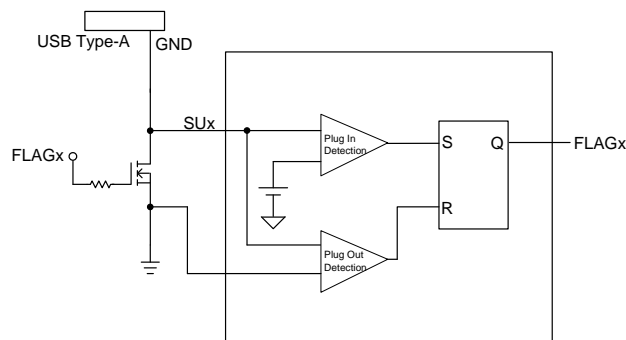 USB Type-A
GND
SUx
FLAGx
Plug In
Detection
S
Q
FLAGx
R
Plug Out
Detection